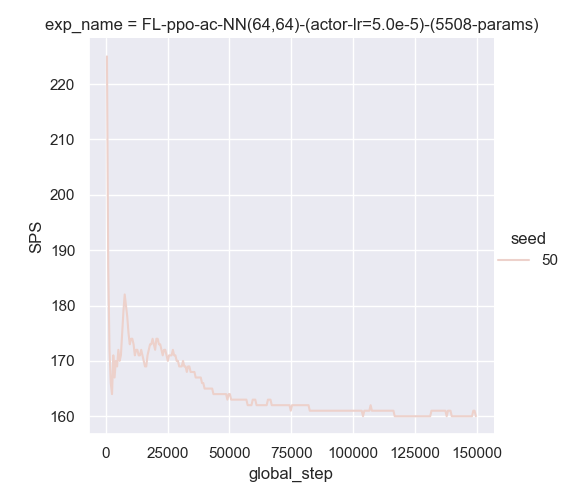 exp_name = FL-ppo-ac-NN(64,64)-(actor-lr=5.0e-5)-(5508-params)
220
210
200
190
180
170
160
SPS
0 25000 50000 75000 100000 125000 150000
global_step
seed
50